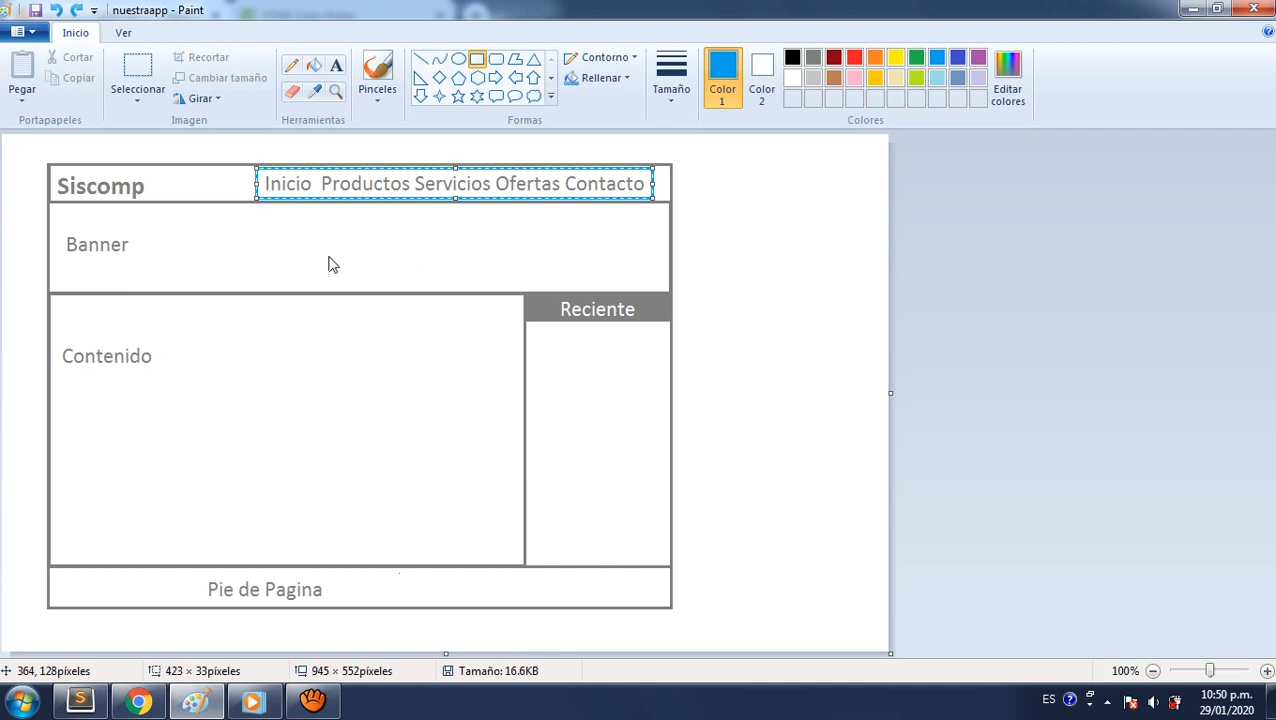 nuestraapp - Paint
Inicio Ver
Pegar
Cortar
Copiar
Portapapeles
Seleccionar
Recortar
Cambiar tamaño
Girar
Imagen
A
Herramientas
Pinceles
Contorno
Rellenar
Formas
Tamaño
Color 1
Color 2
Editar colores
Colores
Siscomp Inicio Productos Servicios Ofertas Contacto
Banner
Reciente
Contenido
Pie de Pagina
364, 128píxeles 423 × 33píxeles 945 × 552píxeles Tamaño: 16.6KB 100%
ES 10:50 p.m.
29/01/2020